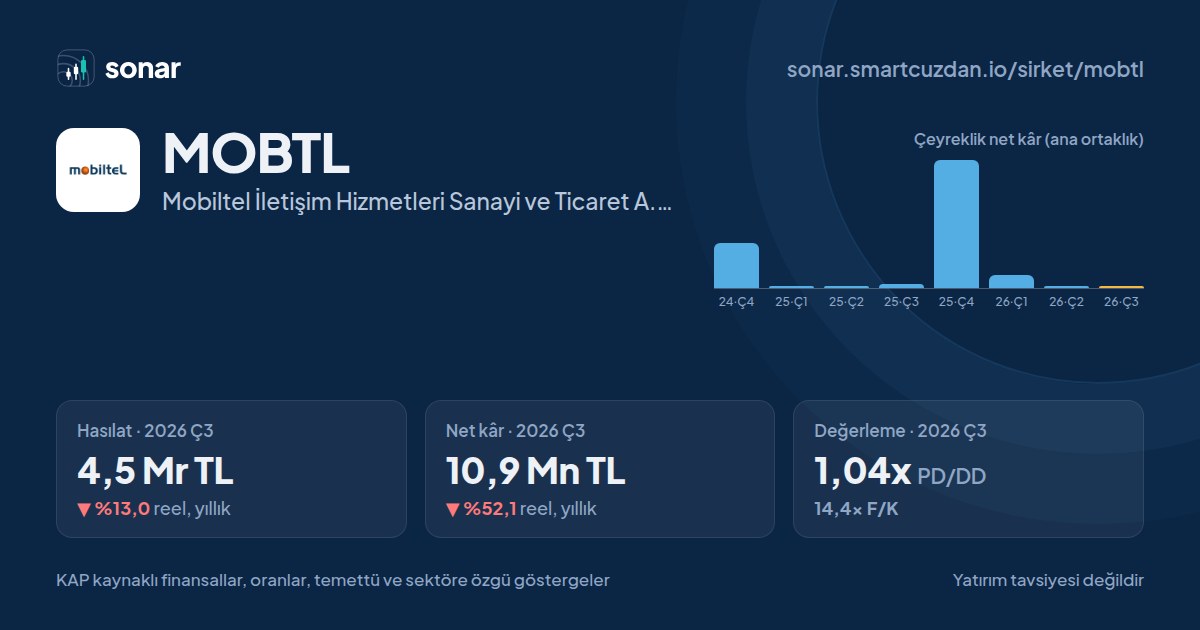 sonar
sonar.smartcuzdan.io/sirket/mobtl
mobiltel
MOBTL
Mobiltel İletişim Hizmetleri Sanayi ve Ticaret A.…
Çeyreklik net kâr (ana ortaklık)
24-Ç4 25-Ç1 25-Ç2 25-Ç3 25-Ç4 26-Ç1 26-Ç2 26-Ç3
Hasılat · 2026 Ç3
4,5 Mr TL
▼ %13,0 reel, yıllık
Net kâr · 2026 Ç3
10,9 Mn TL
▼ %52,1 reel, yıllık
Değerleme · 2026 Ç3
1,04x PD/DD
14,4× F/K
KAP kaynaklı finansallar, oranlar, temettü ve sektöre özgü göstergeler
Yatırım tavsiyesi değildir